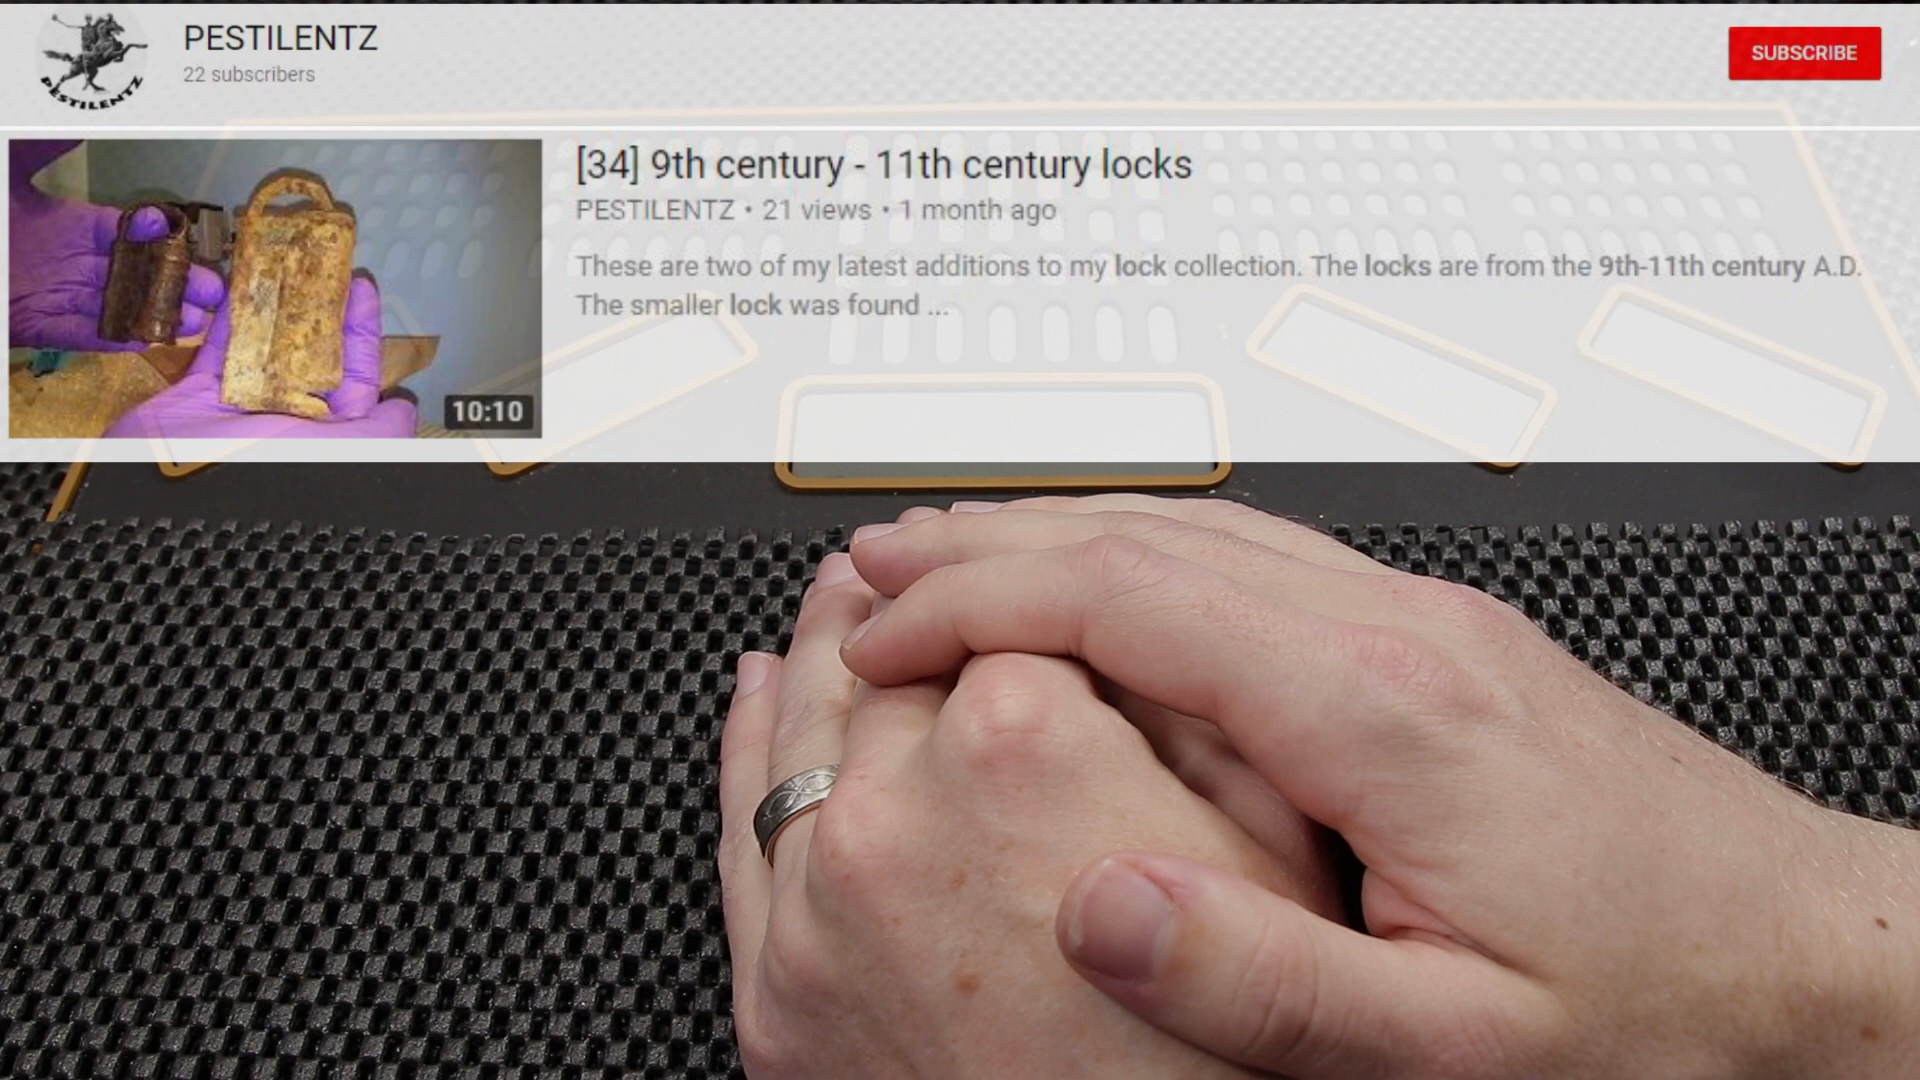 PESTILENTZ
22 subscribers
SUBSCRIBE
PESTILENTZ
[34] 9th century - 11th century locks
PESTILENTZ • 21 views • 1 month ago
These are two of my latest additions to my lock collection. The locks are from the 9th-11th century A.D.
The smaller lock was found ...
10:10